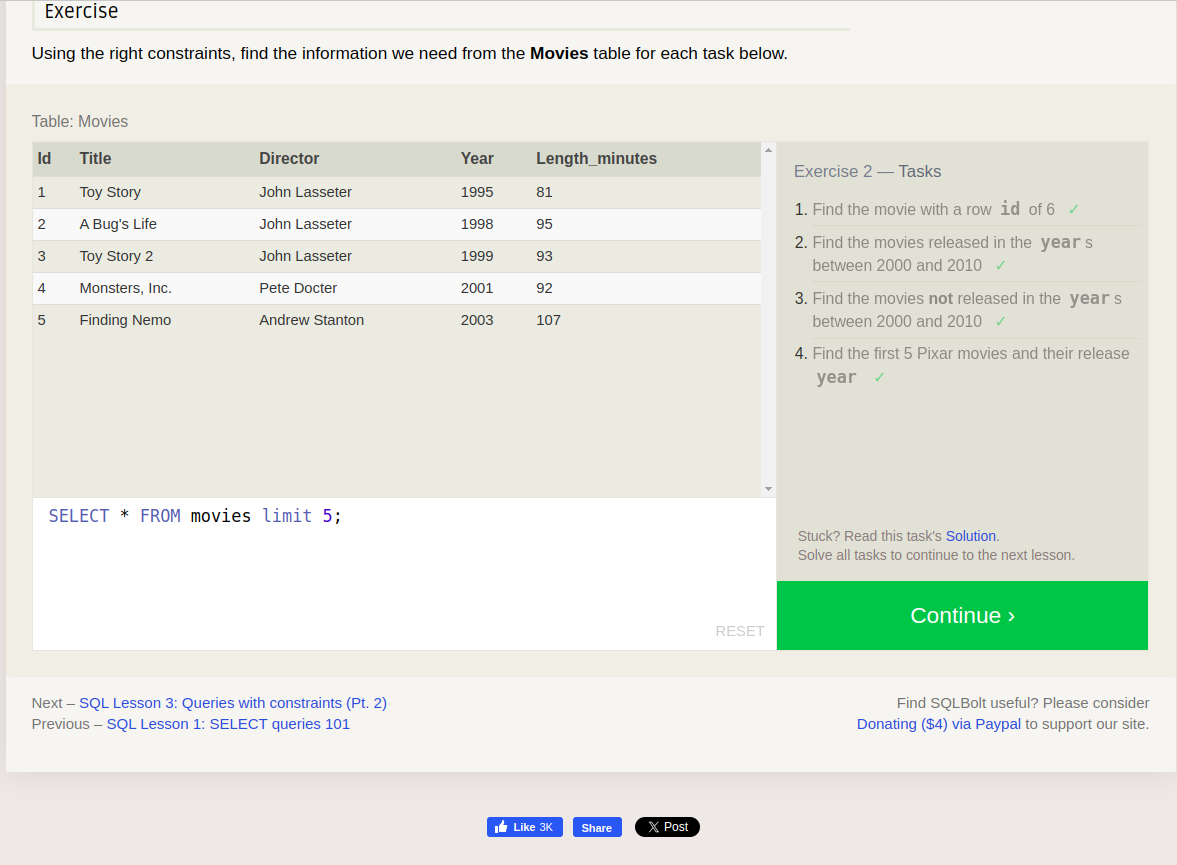 Exercise
Using the right constraints, find the information we need from the Movies table for each task below.
Table: Movies
Id Title Director Year Length_minutes
1 Toy Story John Lasseter 1995 81
2 A Bug's Life John Lasseter 1998 95
3 Toy Story 2 John Lasseter 1999 93
4 Monsters, Inc. Pete Docter 2001 92
5 Finding Nemo Andrew Stanton 2003 107
SELECT * FROM movies limit 5;
RESET
Exercise 2 — Tasks
1. Find the movie with a row id of 6 ✓
2. Find the movies released in the year s
between 2000 and 2010 ✓
3. Find the movies not released in the year s
between 2000 and 2010 ✓
4. Find the first 5 Pixar movies and their release
year ✓
Stuck? Read this task's Solution.
Solve all tasks to continue to the next lesson.
Continue ›
Next – SQL Lesson 3: Queries with constraints (Pt. 2)
Previous – SQL Lesson 1: SELECT queries 101
Find SQLBolt useful? Please consider
Donating ($4) via Paypal to support our site.
Like 3K
Share
X Post